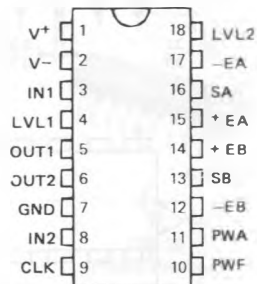 V+ 1 18 LVL2
V- 2 17 -EA
IN1 3 16 SA
LVL1 4 15 +EA
OUT1 5 14 +EB
OUT2 6 13 SB
GND 7 12 -EB
IN2 8 11 PWA
CLK 9 10 PWF